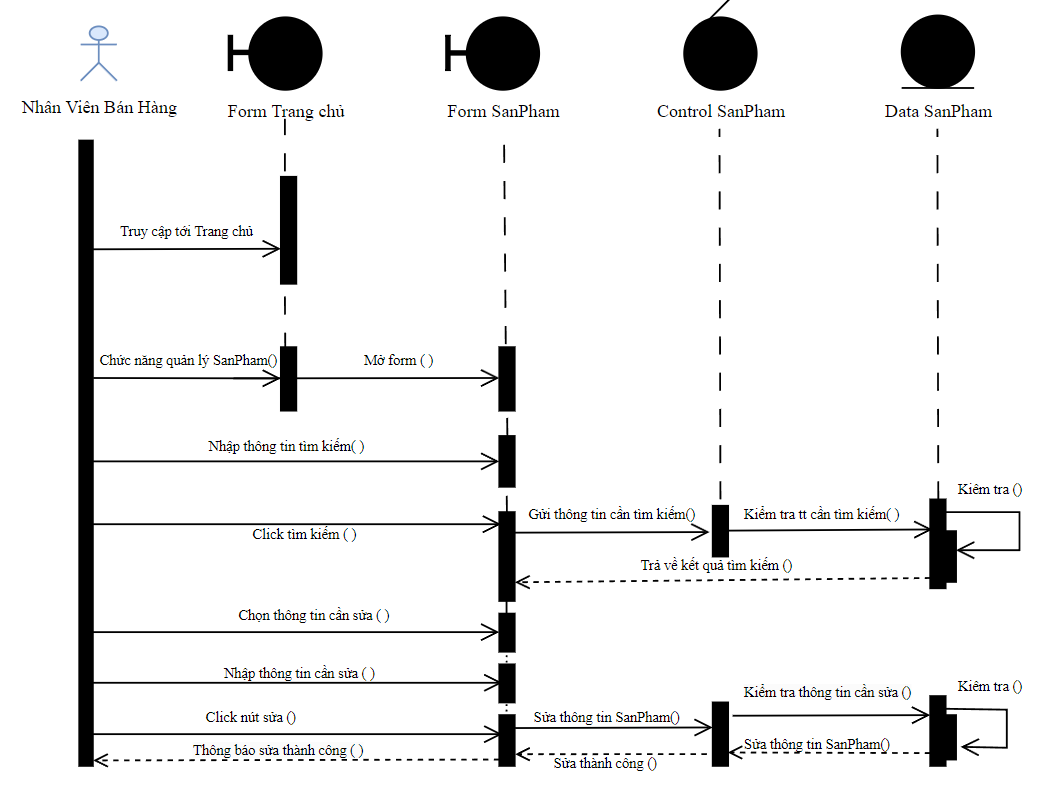 Nhân Viên Bán Hàng
Form Trang chủ
Form SanPham
Control SanPham
Data SanPham
Truy cập tới Trang chủ
Chức năng quản lý SanPham()
Mở form ( )
Nhập thông tin tìm kiếm( )
Kiêm tra ()
Gửi thông tin cần tìm kiếm()
Kiểm tra tt cần tìm kiếm( )
Click tìm kiếm ( )
Trả về kết quả tìm kiếm ()
Chọn thông tin cần sửa ( )
Nhập thông tin cần sửa ( )
Kiểm tra thông tin cần sửa ()
Kiêm tra ()
Click nút sửa ()
Sửa thông tin SanPham()
Sửa thông tin SanPham()
Thông báo sửa thành công ( )
Sửa thành công ()